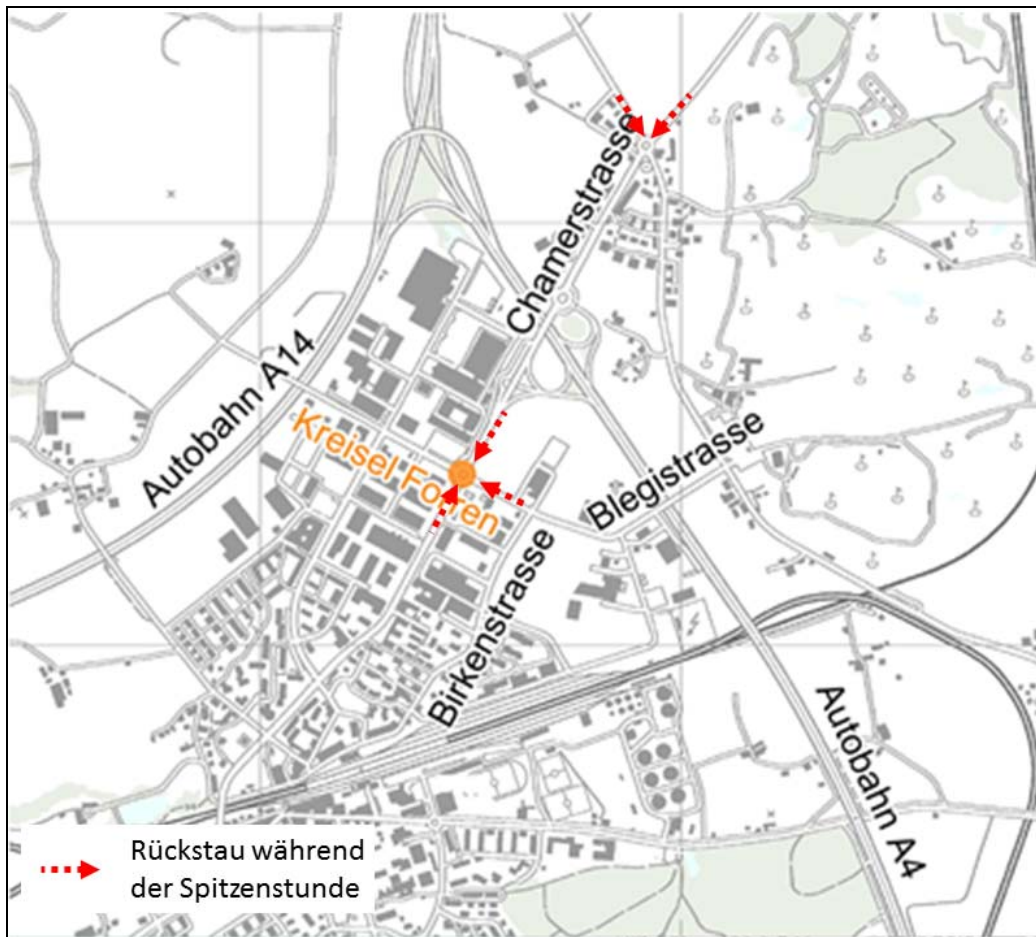 Chamerstrasse
Autobahn A14
Kreisel Forren
Blegistrasse
Birkenstrasse
Autobahn A4
Rückstau während
der Spitzenstunde